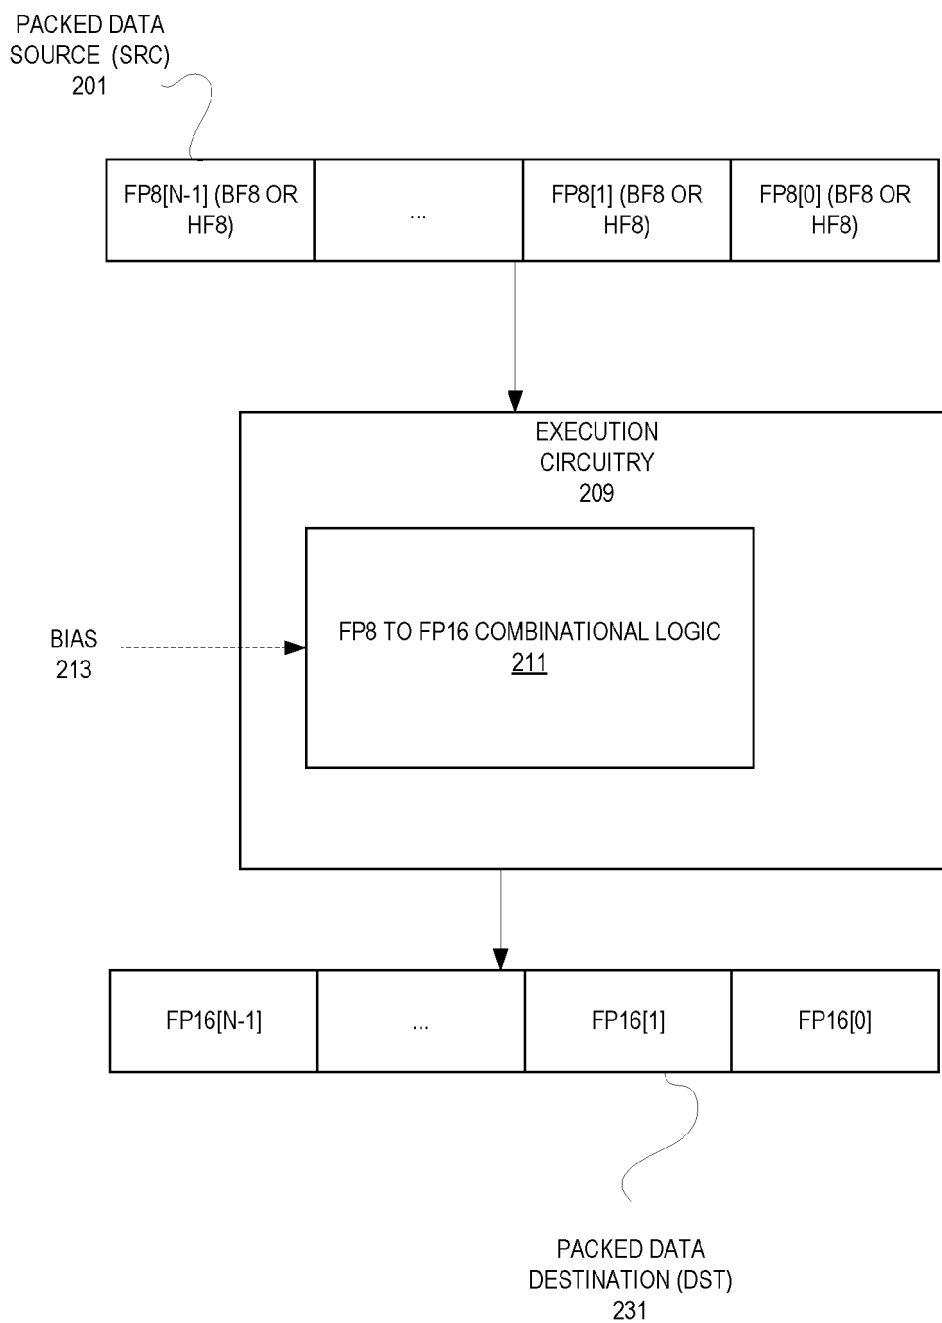 PACKED DATA
SOURCE (SRC)
201
FP8[N-1] (BF8 OR
HF8)
...
FP8[1] (BF8 OR
HF8)
FP8[0] (BF8 OR
HF8)
EXECUTION
CIRCUITRY
209
FP8 TO FP16 COMBINATIONAL LOGIC
211
BIAS
213
FP16[N-1]
...
FP16[1]
FP16[0]
PACKED DATA
DESTINATION (DST)
231